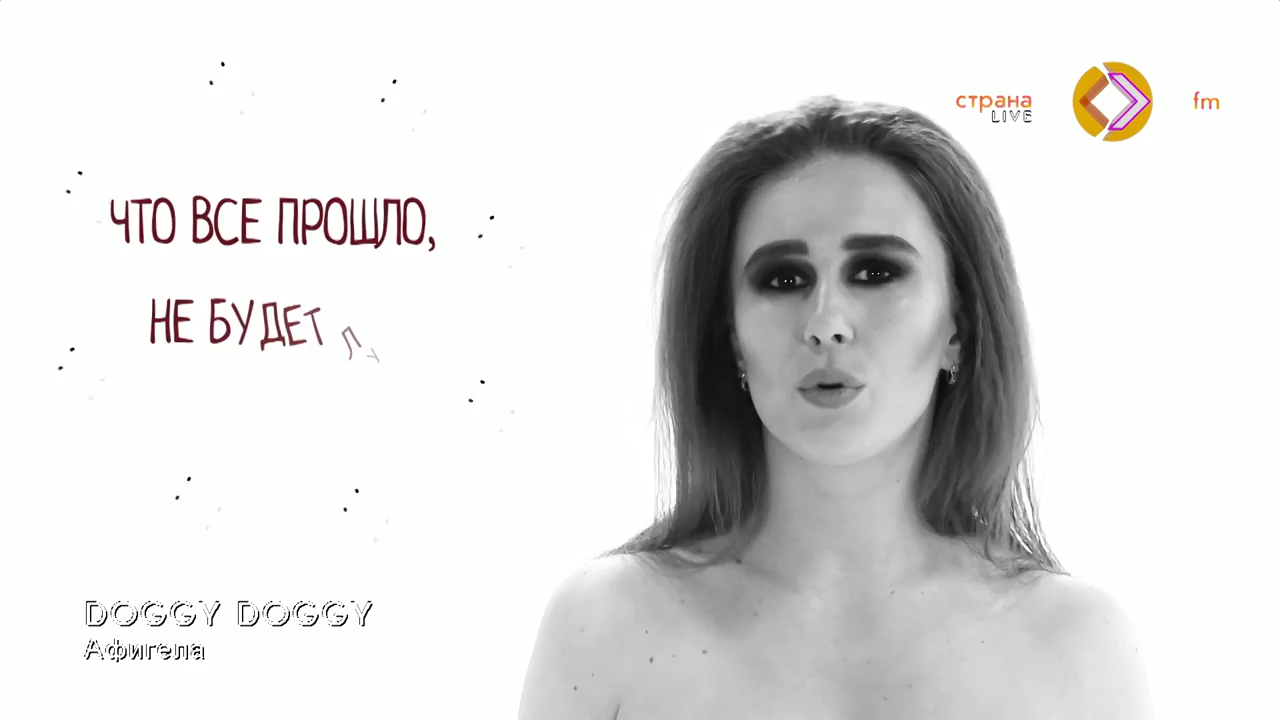 страна
LIVE
fm
ЧТО ВСЕ ПРОШЛО,
НЕ БУДЕТ
DOGGY DOGGY
Афигела